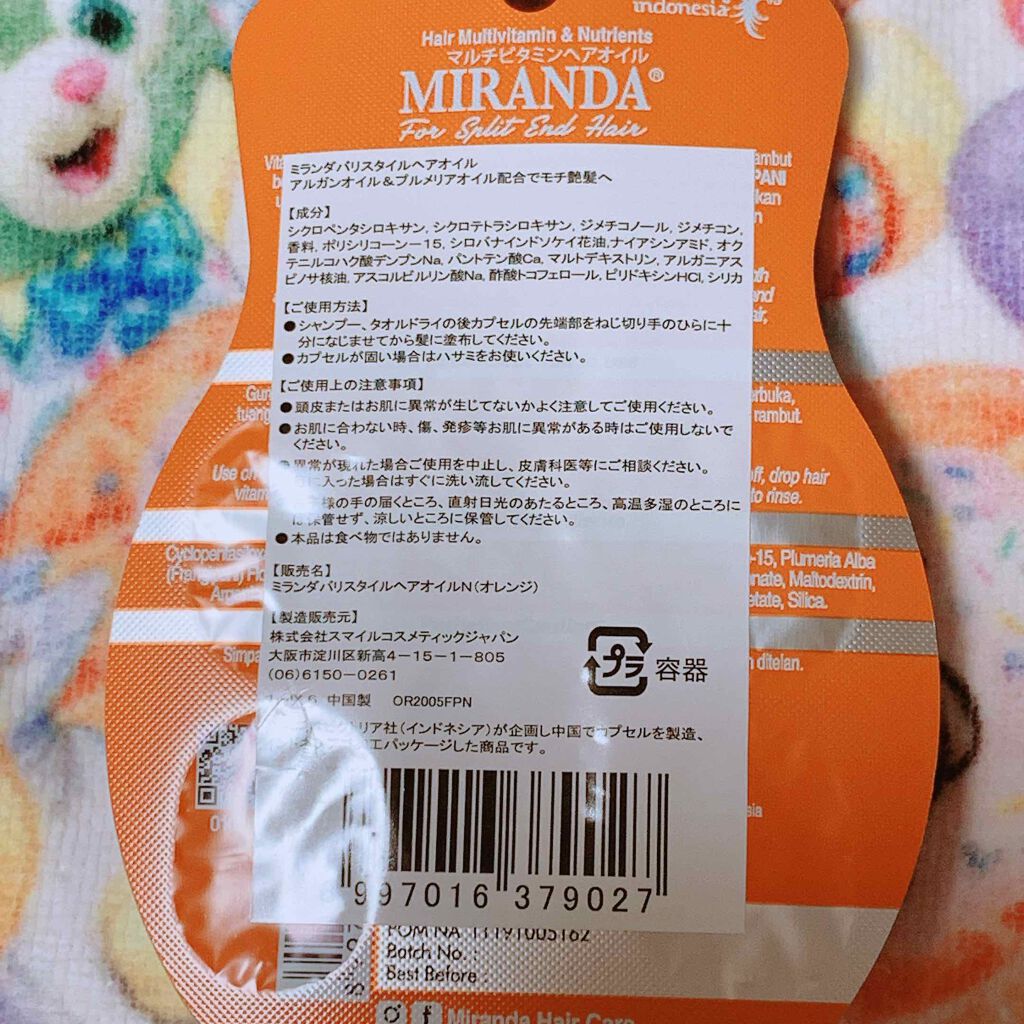 indonesia
Hair Multivitamin & Nutrients
マルチビタミンヘアオイル
MIRANDA®
For Split End Hair
ミランダバリスタイルヘアオイル
アルガンオイル＆プルメリアオイル配合でモチ艶髪へ
【成分】
シクロペンタシロキサン, シクロテトラシロキサン, ジメチコノール, ジメチコン,
香料, ポリシリコーン－15, シロバナインドソケイ花油,ナイアシンアミド, オク
テニルコハク酸デンプンNa, パントテン酸Ca, マルトデキストリン, アルガニアス
ピノサ核油, アスコルビルリン酸Na, 酢酸トコフェロール, ピリドキシンHCl, シリカ
【ご使用方法】
●シャンプー、タオルドライの後カプセルの先端部をねじ切り手のひらに十
分になじませてから髪に塗布してください。
●カプセルが固い場合はハサミをお使いください。
【ご使用上の注意事項】
●頭皮またはお肌に異常が生じてないかよく注意してご使用ください。
●お肌に合わない時、傷、発疹等お肌に異常がある時はご使用しないで
ください。
●異常が現れた場合ご使用を中止し、皮膚科医等にご相談ください。
に入った場合はすぐに洗い流してください。
様の手の届くところ、直射日光のあたるところ、高温多湿のところに
は保管せず、涼しいところに保管してください。
●本品は食べ物ではありません。
【販売名】
ミランダバリスタイルヘアオイルN（オレンジ）
【製造販売元】
株式会社スマイルコスメティックジャパン
大阪市淀川区新高4－15－1－805
(06)6150－0261
中国製 OR2005FPN
リア社（インドネシア）が企画し中国でカプセルを製造、
工パッケージした商品です。
プラ 容器
997016 379027
ambut
PANI
kan
erbuka,
rambut.
Use
off, drop hair
vitam
to rinse.
Cyclopentasilox
-15, Plumeria Alba
nate, Maltodextrin,
etate, Silica.
Simpa
n ditelan.
POM NA 11191005162
Batch No. :
Best Before :
Miranda Hair Care